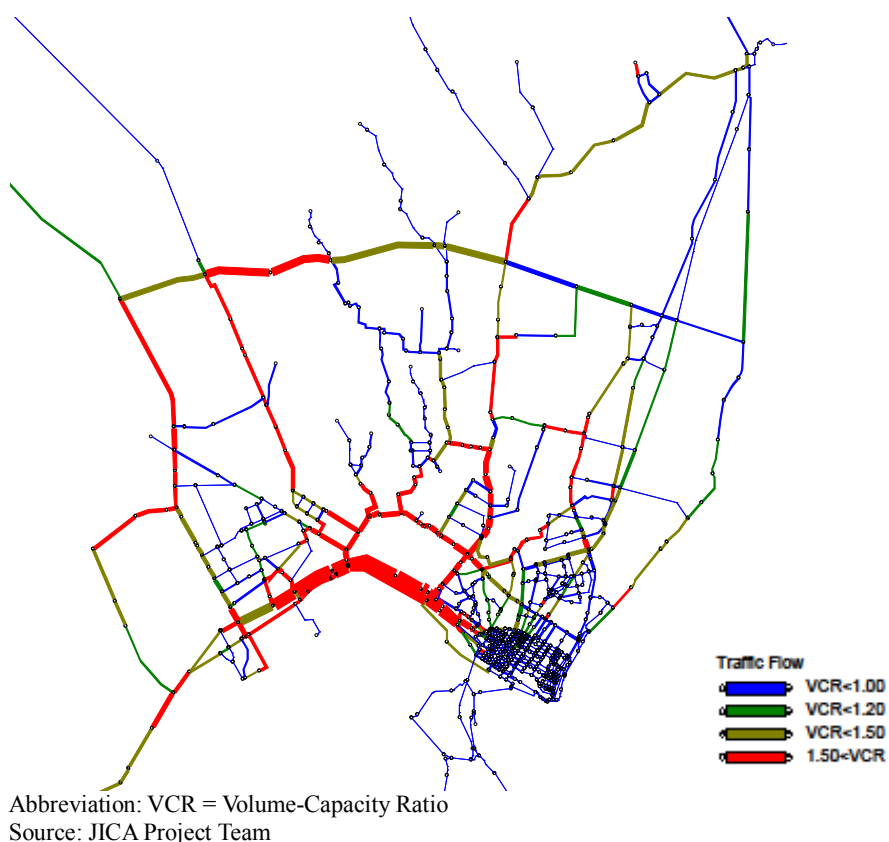 Traffic Flow
VCR<1.00
VCR<1.20
VCR<1.50
1.50<VCR
Abbreviation: VCR = Volume-Capacity Ratio
Source: JICA Project Team